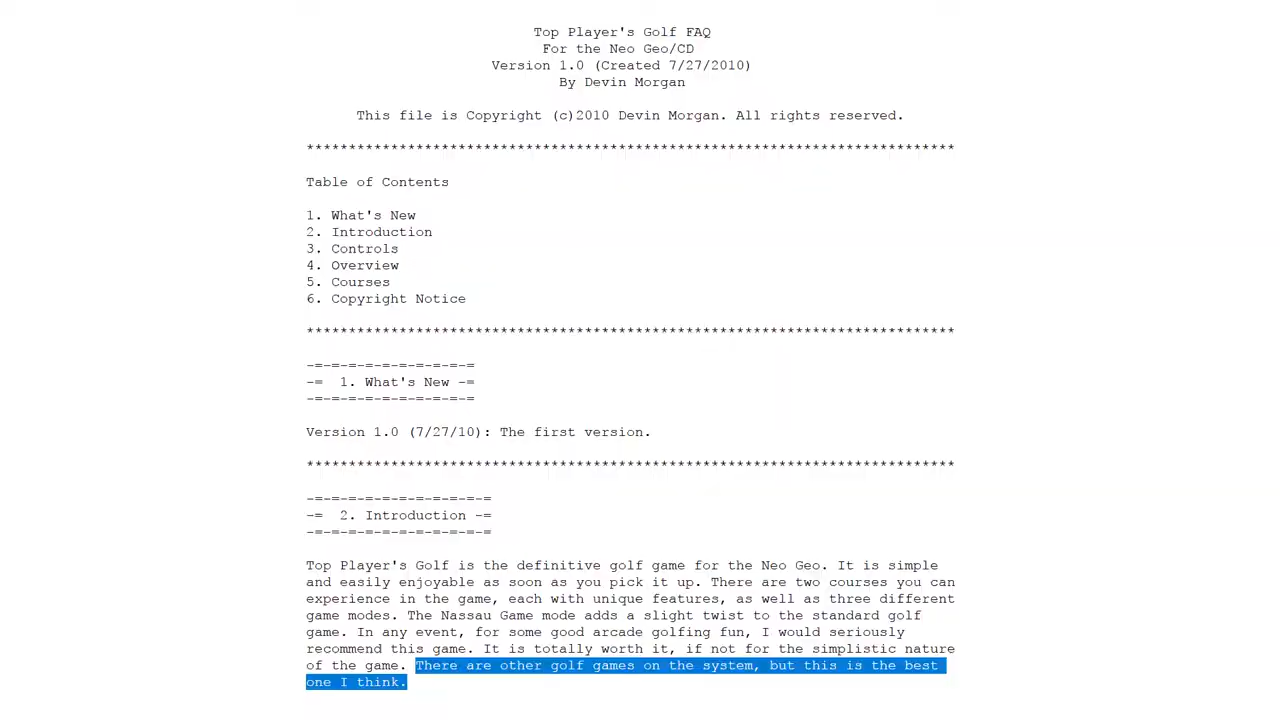 Top Player's Golf FAQ
For the Neo Geo/CD
Version 1.0 (Created 7/27/2010)
By Devin Morgan
This file is Copyright (c)2010 Devin Morgan. All rights reserved.
*****************************************************************************
Table of Contents
1. What's New
2. Introduction
3. Controls
4. Overview
5. Courses
6. Copyright Notice
*****************************************************************************
-=-=-=-=-=-=-=-=-=-=
-=  1. What's New -=
-=-=-=-=-=-=-=-=-=-=
Version 1.0 (7/27/10): The first version.
*****************************************************************************
-=-=-=-=-=-=-=-=-=-=-=
-=  2. Introduction -=
-=-=-=-=-=-=-=-=-=-=-=
Top Player's Golf is the definitive golf game for the Neo Geo. It is simple
and easily enjoyable as soon as you pick it up. There are two courses you can
experience in the game, each with unique features, as well as three different
game modes. The Nassau Game mode adds a slight twist to the standard golf
game. In any event, for some good arcade golfing fun, I would seriously
recommend this game. It is totally worth it, if not for the simplistic nature
of the game. There are other golf games on the system, but this is the best
one I think.